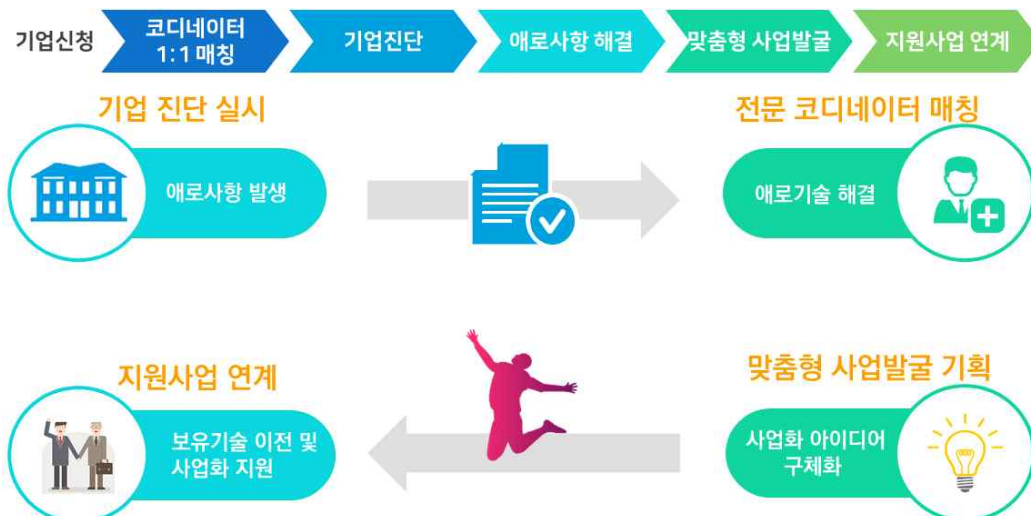 기업신청
코디네이터
1:1 매칭
기업진단
애로사항 해결
맞춤형 사업발굴
지원사업 연계
기업 진단 실시
전문 코디네이터 매칭
애로사항 발생
애로기술 해결
지원사업 연계
맞춤형 사업발굴 기획
보유기술 이전 및
사업화 지원
사업화 아이디어
구체화